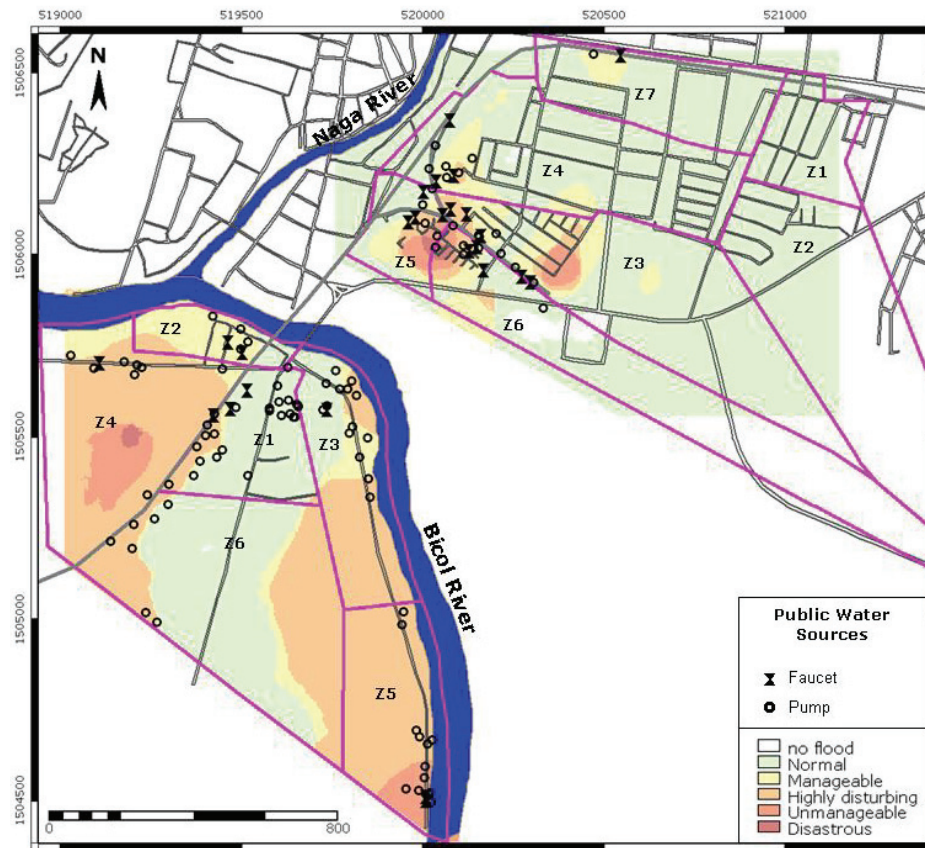 519000
519500
520000
520500
521000
1506500
1506000
1505500
1505000
1504500
N
Naga River
Z7
Z4
Z1
Z2
Z5
Z3
Z6
Z2
Z4
Z1
Z3
Z6
Bicol River
Z5
0
800
Public Water
Sources
Faucet
Pump
no flood
Normal
Manageable
Highly disturbing
Unmanageable
Disastrous